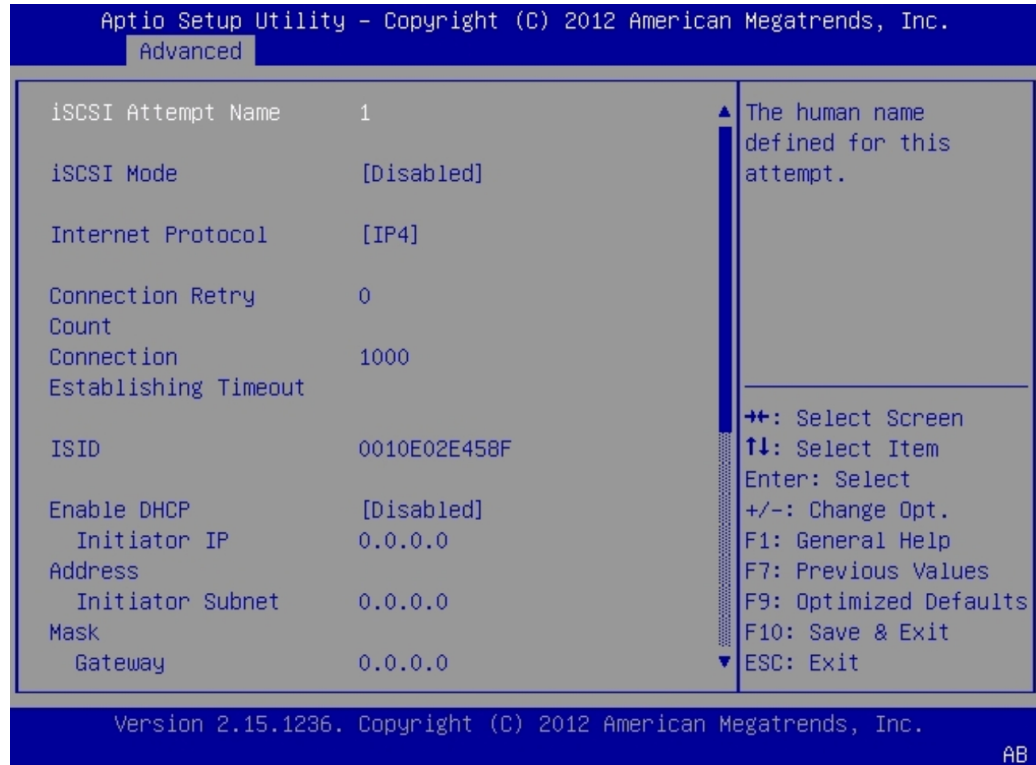 Aptio Setup Utility – Copyright (C) 2012 American Megatrends, Inc.
Advanced
iSCSI Attempt Name 1
iSCSI Mode [Disabled]
Internet Protocol [IP4]
Connection Retry 0
Count
Connection 1000
Establishing Timeout
ISID 0010E02E458F
Enable DHCP [Disabled]
Initiator IP 0.0.0.0
Address
Initiator Subnet 0.0.0.0
Mask
Gateway 0.0.0.0
The human name
defined for this
attempt.
→←: Select Screen
↑↓: Select Item
Enter: Select
+/-: Change Opt.
F1: General Help
F7: Previous Values
F9: Optimized Defaults
F10: Save & Exit
ESC: Exit
Version 2.15.1236. Copyright (C) 2012 American Megatrends, Inc.
AB